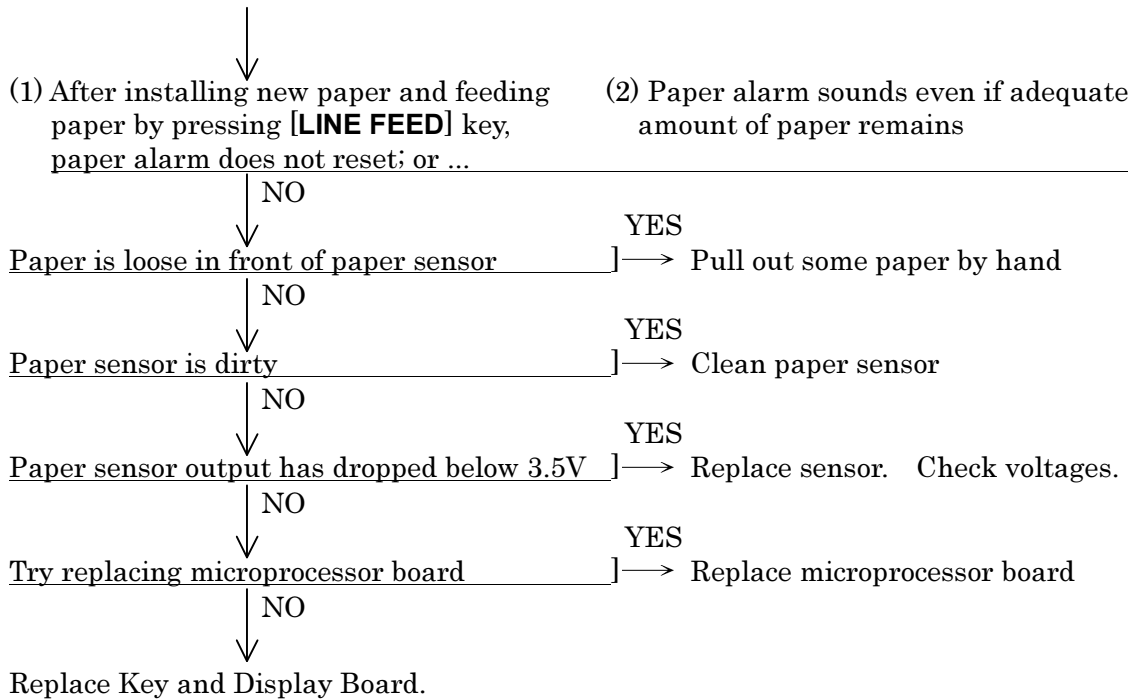 (1) After installing new paper and feeding
paper by pressing [LINE FEED] key,
paper alarm does not reset; or ...
(2) Paper alarm sounds even if adequate
amount of paper remains
NO
YES
Paper is loose in front of paper sensor ] Pull out some paper by hand
NO
YES
Paper sensor is dirty ] Clean paper sensor
NO
YES
Paper sensor output has dropped below 3.5V ] Replace sensor. Check voltages.
NO
YES
Try replacing microprocessor board ] Replace microprocessor board
NO
Replace Key and Display Board.